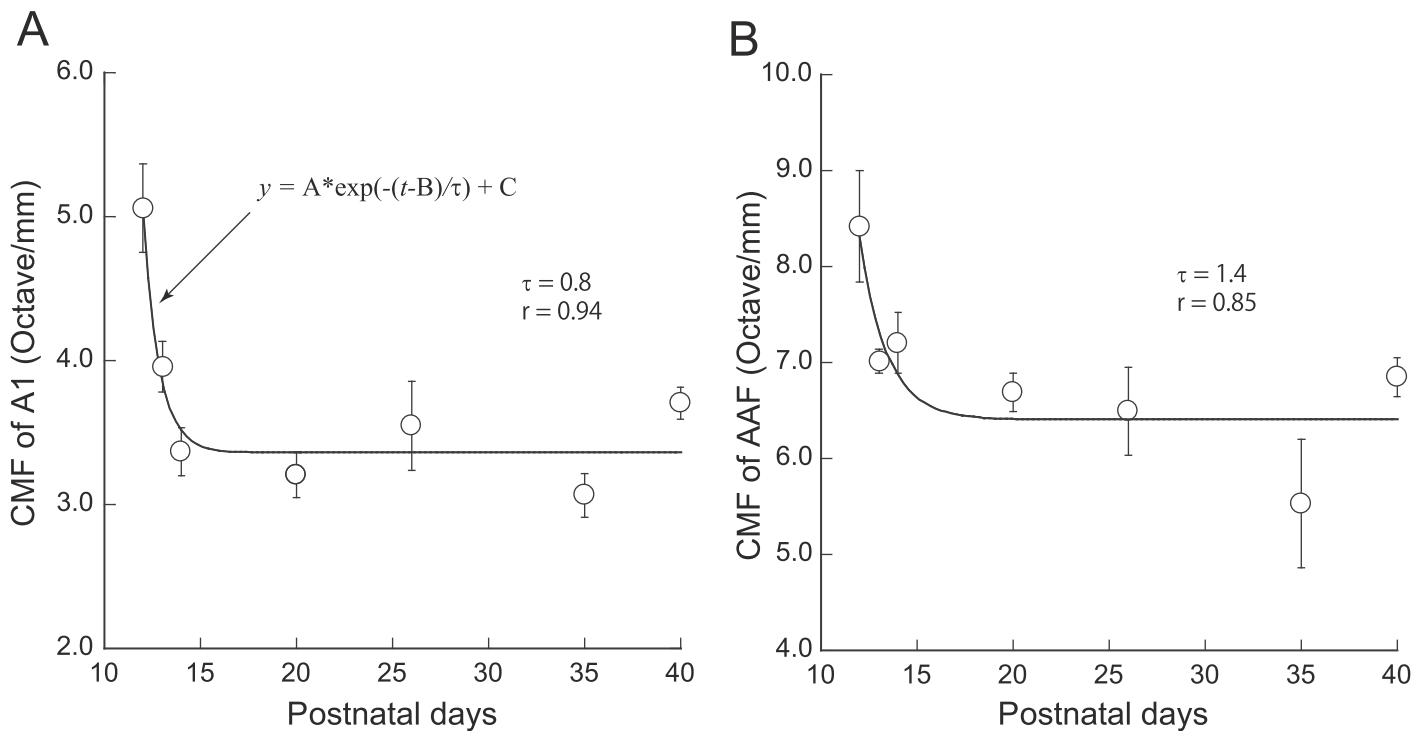 A
6.0
5.0
4.0
3.0
2.0
CMF of A1 (Octave/mm)
y = A*exp(-(t-B)/τ) + C
τ = 0.8
r = 0.94
10 15 20 25 30 35 40
Postnatal days
B
10.0
9.0
8.0
7.0
6.0
5.0
4.0
CMF of AAF (Octave/mm)
τ = 1.4
r = 0.85
10 15 20 25 30 35 40
Postnatal days